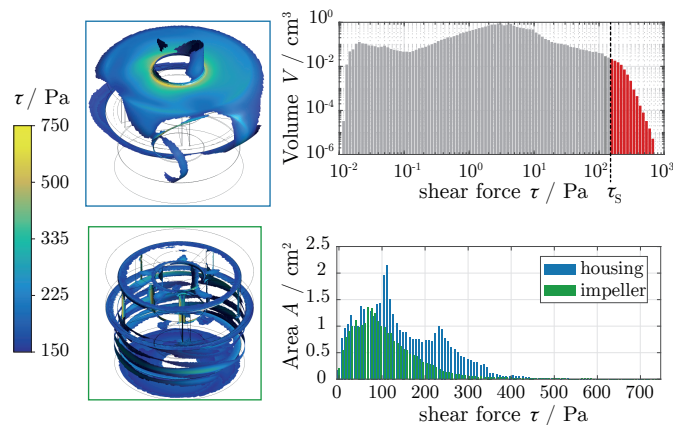 τ / Pa
750
500
335
225
150
Volume V / cm³
10⁰
10⁻²
10⁻⁴
10⁻⁶
10⁻² 10⁻¹ 10⁰ 10¹ 10² 10³
shear force τ / Pa τₛ
Area A / cm²
2.5
2
1.5
1
0.5
0
housing
impeller
0 100 200 300 400 500 600 700
shear force τ / Pa